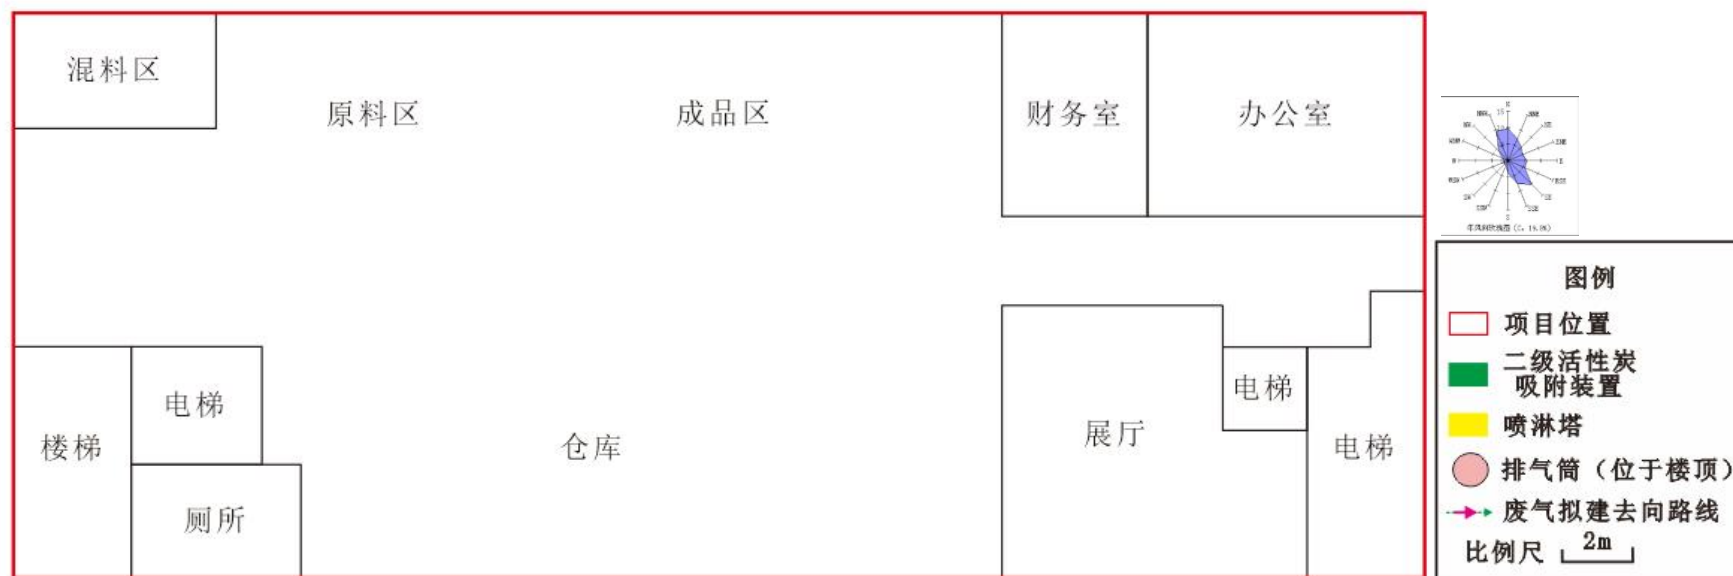 混料区
原料区
成品区
财务室
办公室
电梯
楼梯
厕所
仓库
展厅
电梯
电梯
图例
项目位置
二级活性炭
吸附装置
喷淋塔
排气筒（位于楼顶）
废气拟建去向路线
比例尺 2m